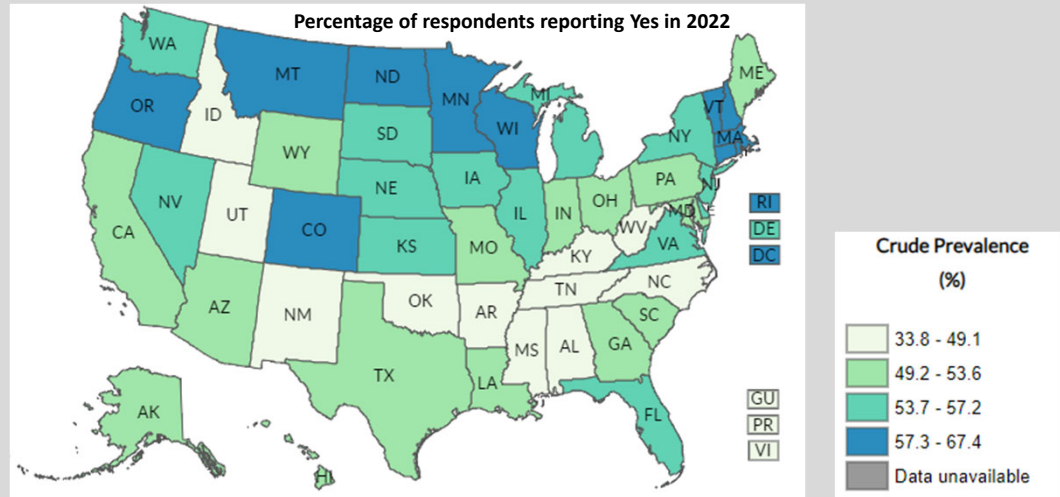 Percentage of respondents reporting Yes in 2022
WA
MT
ND
ME
OR
ID
MN
MI
VT
WI
SD
NY
MA
WY
IA
NE
PA
NJ
NV
UT
IL
IN
OH
MD
RI
CO
DE
CA
KS
MO
WV
VA
DC
KY
NC
AZ
NM
OK
TN
AR
SC
MS
AL
GA
TX
LA
AK
FL
GU
PR
VI
HI
Crude Prevalence
(%)
33.8 - 49.1
49.2 - 53.6
53.7 - 57.2
57.3 - 67.4
Data unavailable